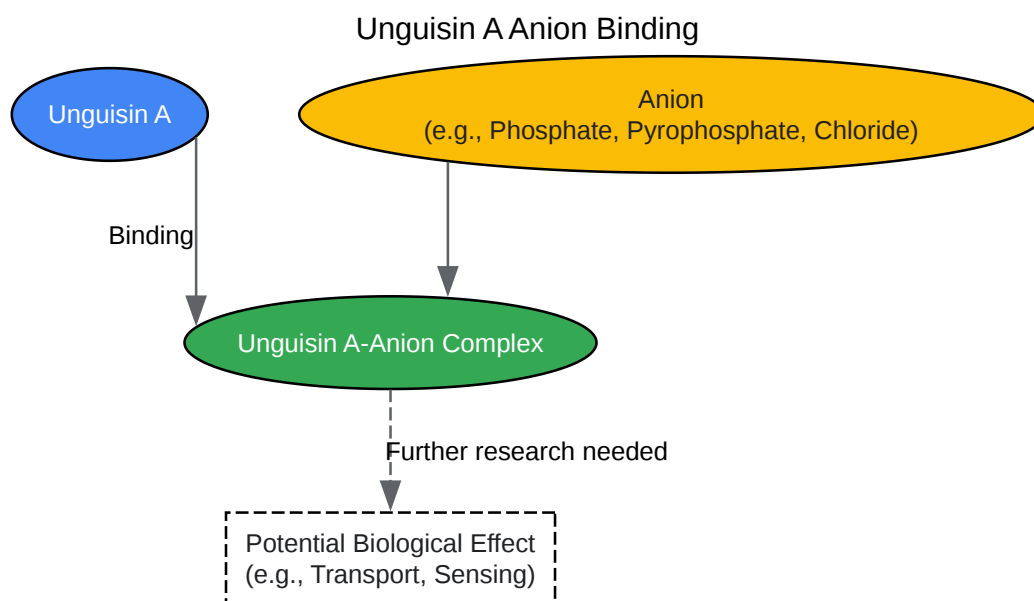 Unguisin A Anion Binding
Unguisin A
Anion
(e.g., Phosphate, Pyrophosphate, Chloride)
Binding
Unguisin A-Anion Complex
Further research needed
Potential Biological Effect
(e.g., Transport, Sensing)